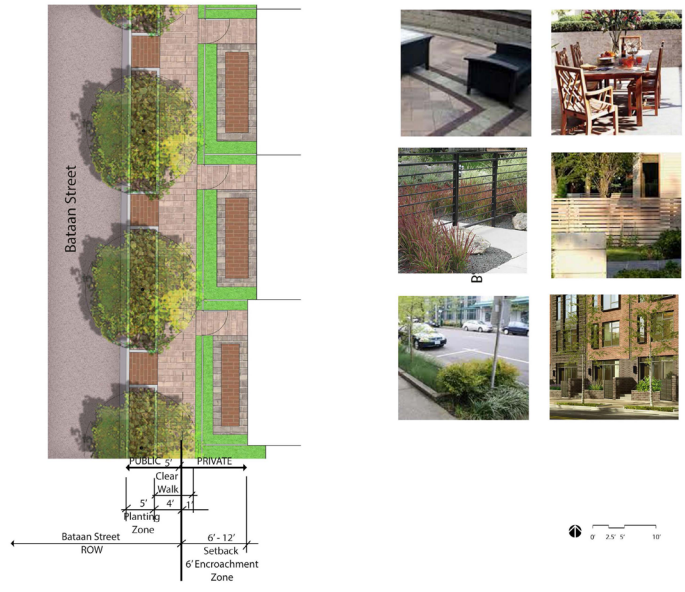 Bataan Street
B'
PUBLIC 5' PRIVATE
Clear
Walk
5' 4' 1'
Planting
Zone
Bataan Street
ROW
6' - 12'
Setback
6' Encroachment
Zone
0' 2.5' 5' 10'